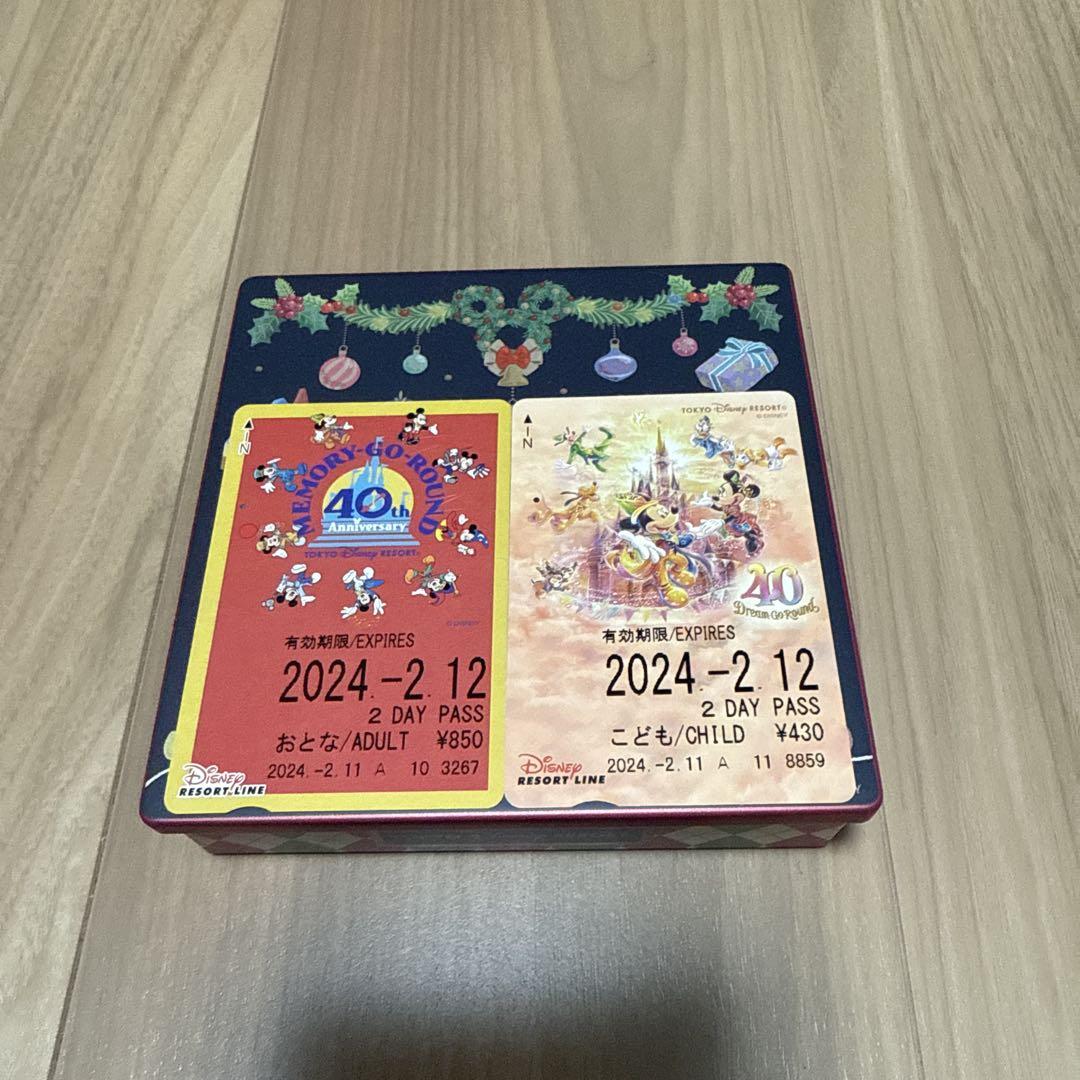 ▲IN
MEMORY-GO-ROUND
40th
Anniversary
TOKYO Disney RESORT®
© DISNEY
有効期限/EXPIRES
2024.-2.12
2 DAY PASS
おとな/ADULT ¥850
2024.-2.11 A 10 3267
Disney
RESORT LINE
▲IN
TOKYO Disney RESORT®
© DISNEY
40
Dream Go Round
有効期限/EXPIRES
2024.-2.12
2 DAY PASS
こども/CHILD ¥430
2024.-2.11 A 11 8859
Disney
RESORT LINE